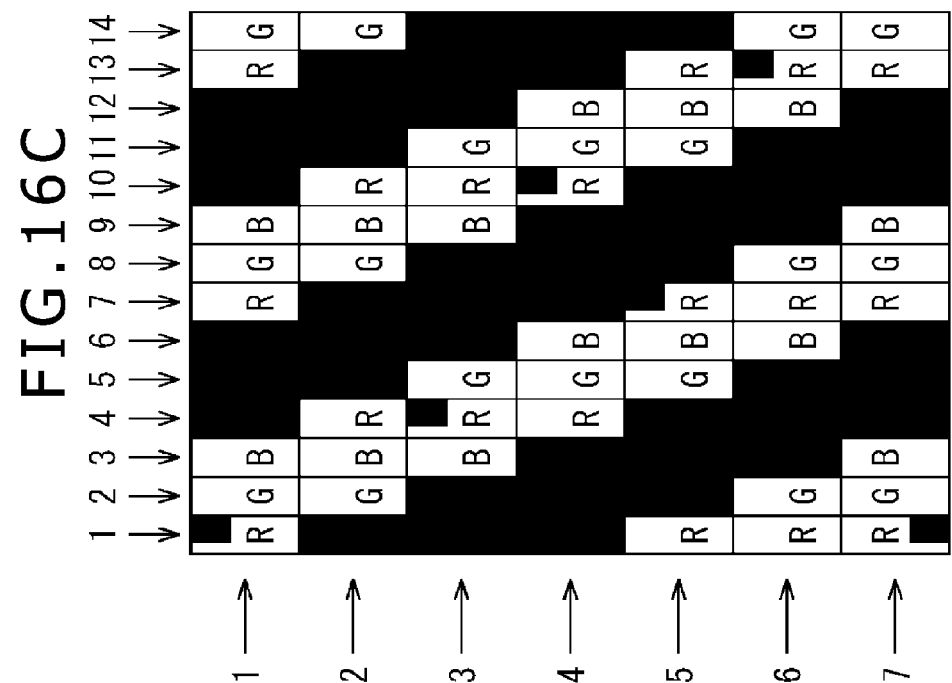 FIG.16C
1 2 3 4 5 6 7 8 9 10 11 12 13 14
1 R G B R G B R G
2 G B R G B R G
3 B R G B R G
4 R G B R G B
5 R G B R G B R
6 R G B R G B R G
7 R G B R G B R G